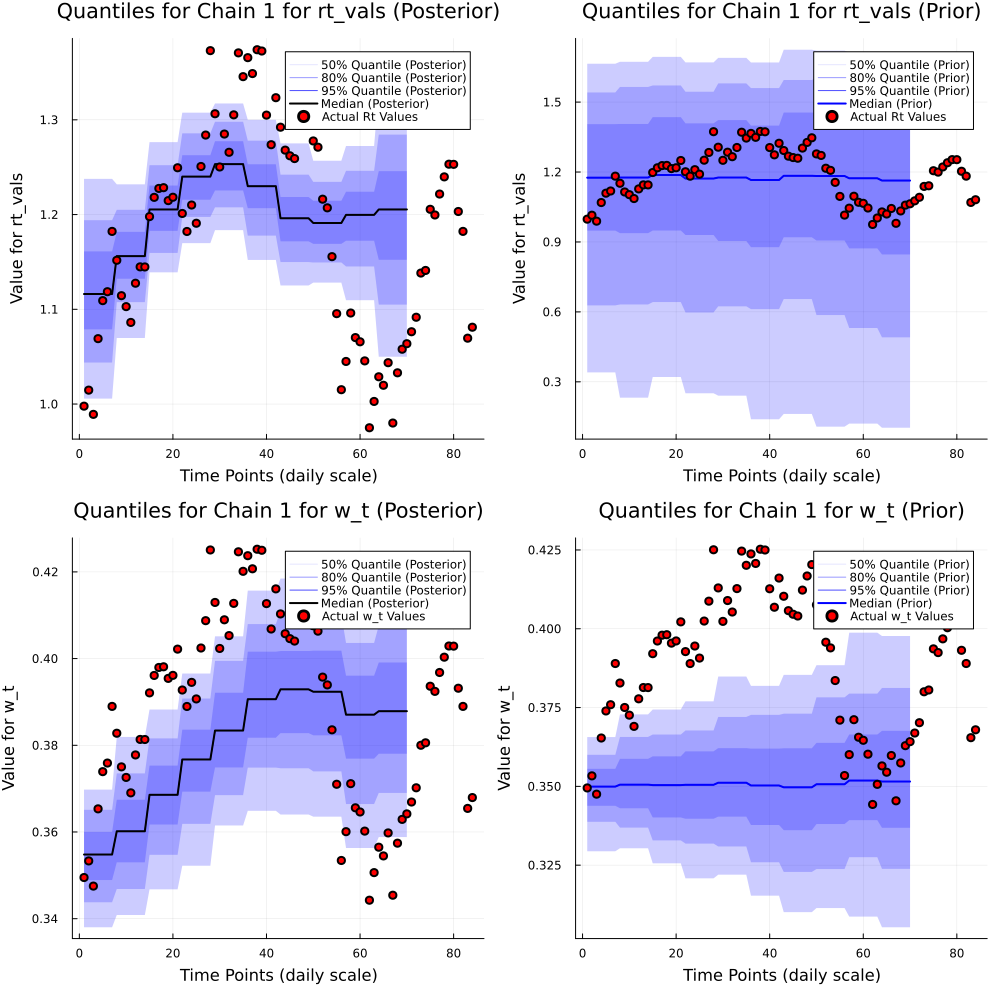 Quantiles for Chain 1 for rt_vals (Posterior)
Value for rt_vals
1.3
1.2
1.1
1.0
50% Quantile (Posterior)
80% Quantile (Posterior)
95% Quantile (Posterior)
Median (Posterior)
Actual Rt Values
0 20 40 60 80
Time Points (daily scale)
Quantiles for Chain 1 for rt_vals (Prior)
Value for rt_vals
1.5
1.2
0.9
0.6
0.3
50% Quantile (Prior)
80% Quantile (Prior)
95% Quantile (Prior)
Median (Prior)
Actual Rt Values
0 20 40 60 80
Time Points (daily scale)
Quantiles for Chain 1 for w_t (Posterior)
Value for w_t
0.42
0.40
0.38
0.36
0.34
50% Quantile (Posterior)
80% Quantile (Posterior)
95% Quantile (Posterior)
Median (Posterior)
Actual w_t Values
0 20 40 60 80
Time Points (daily scale)
Quantiles for Chain 1 for w_t (Prior)
Value for w_t
0.425
0.400
0.375
0.350
0.325
50% Quantile (Prior)
80% Quantile (Prior)
95% Quantile (Prior)
Median (Prior)
Actual w_t Values
0 20 40 60 80
Time Points (daily scale)